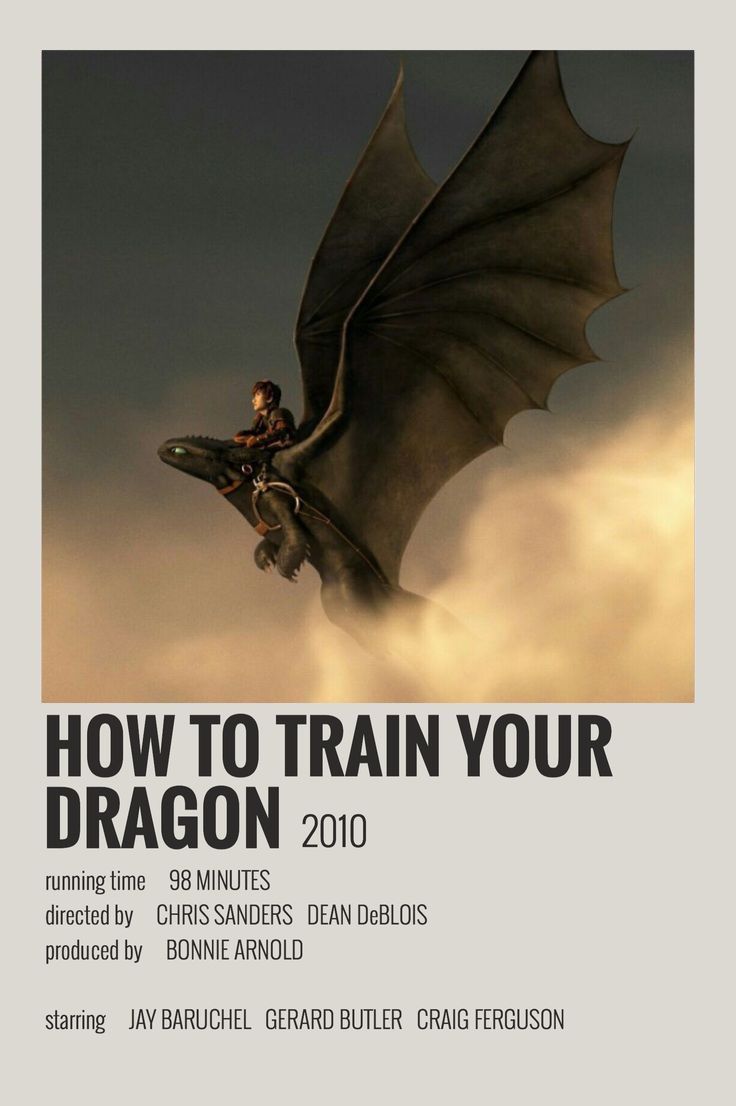 HOW TO TRAIN YOUR
DRAGON 2010
running time 98 MINUTES
directed by CHRIS SANDERS DEAN DeBLOIS
produced by BONNIE ARNOLD
starring JAY BARUCHEL GERARD BUTLER CRAIG FERGUSON